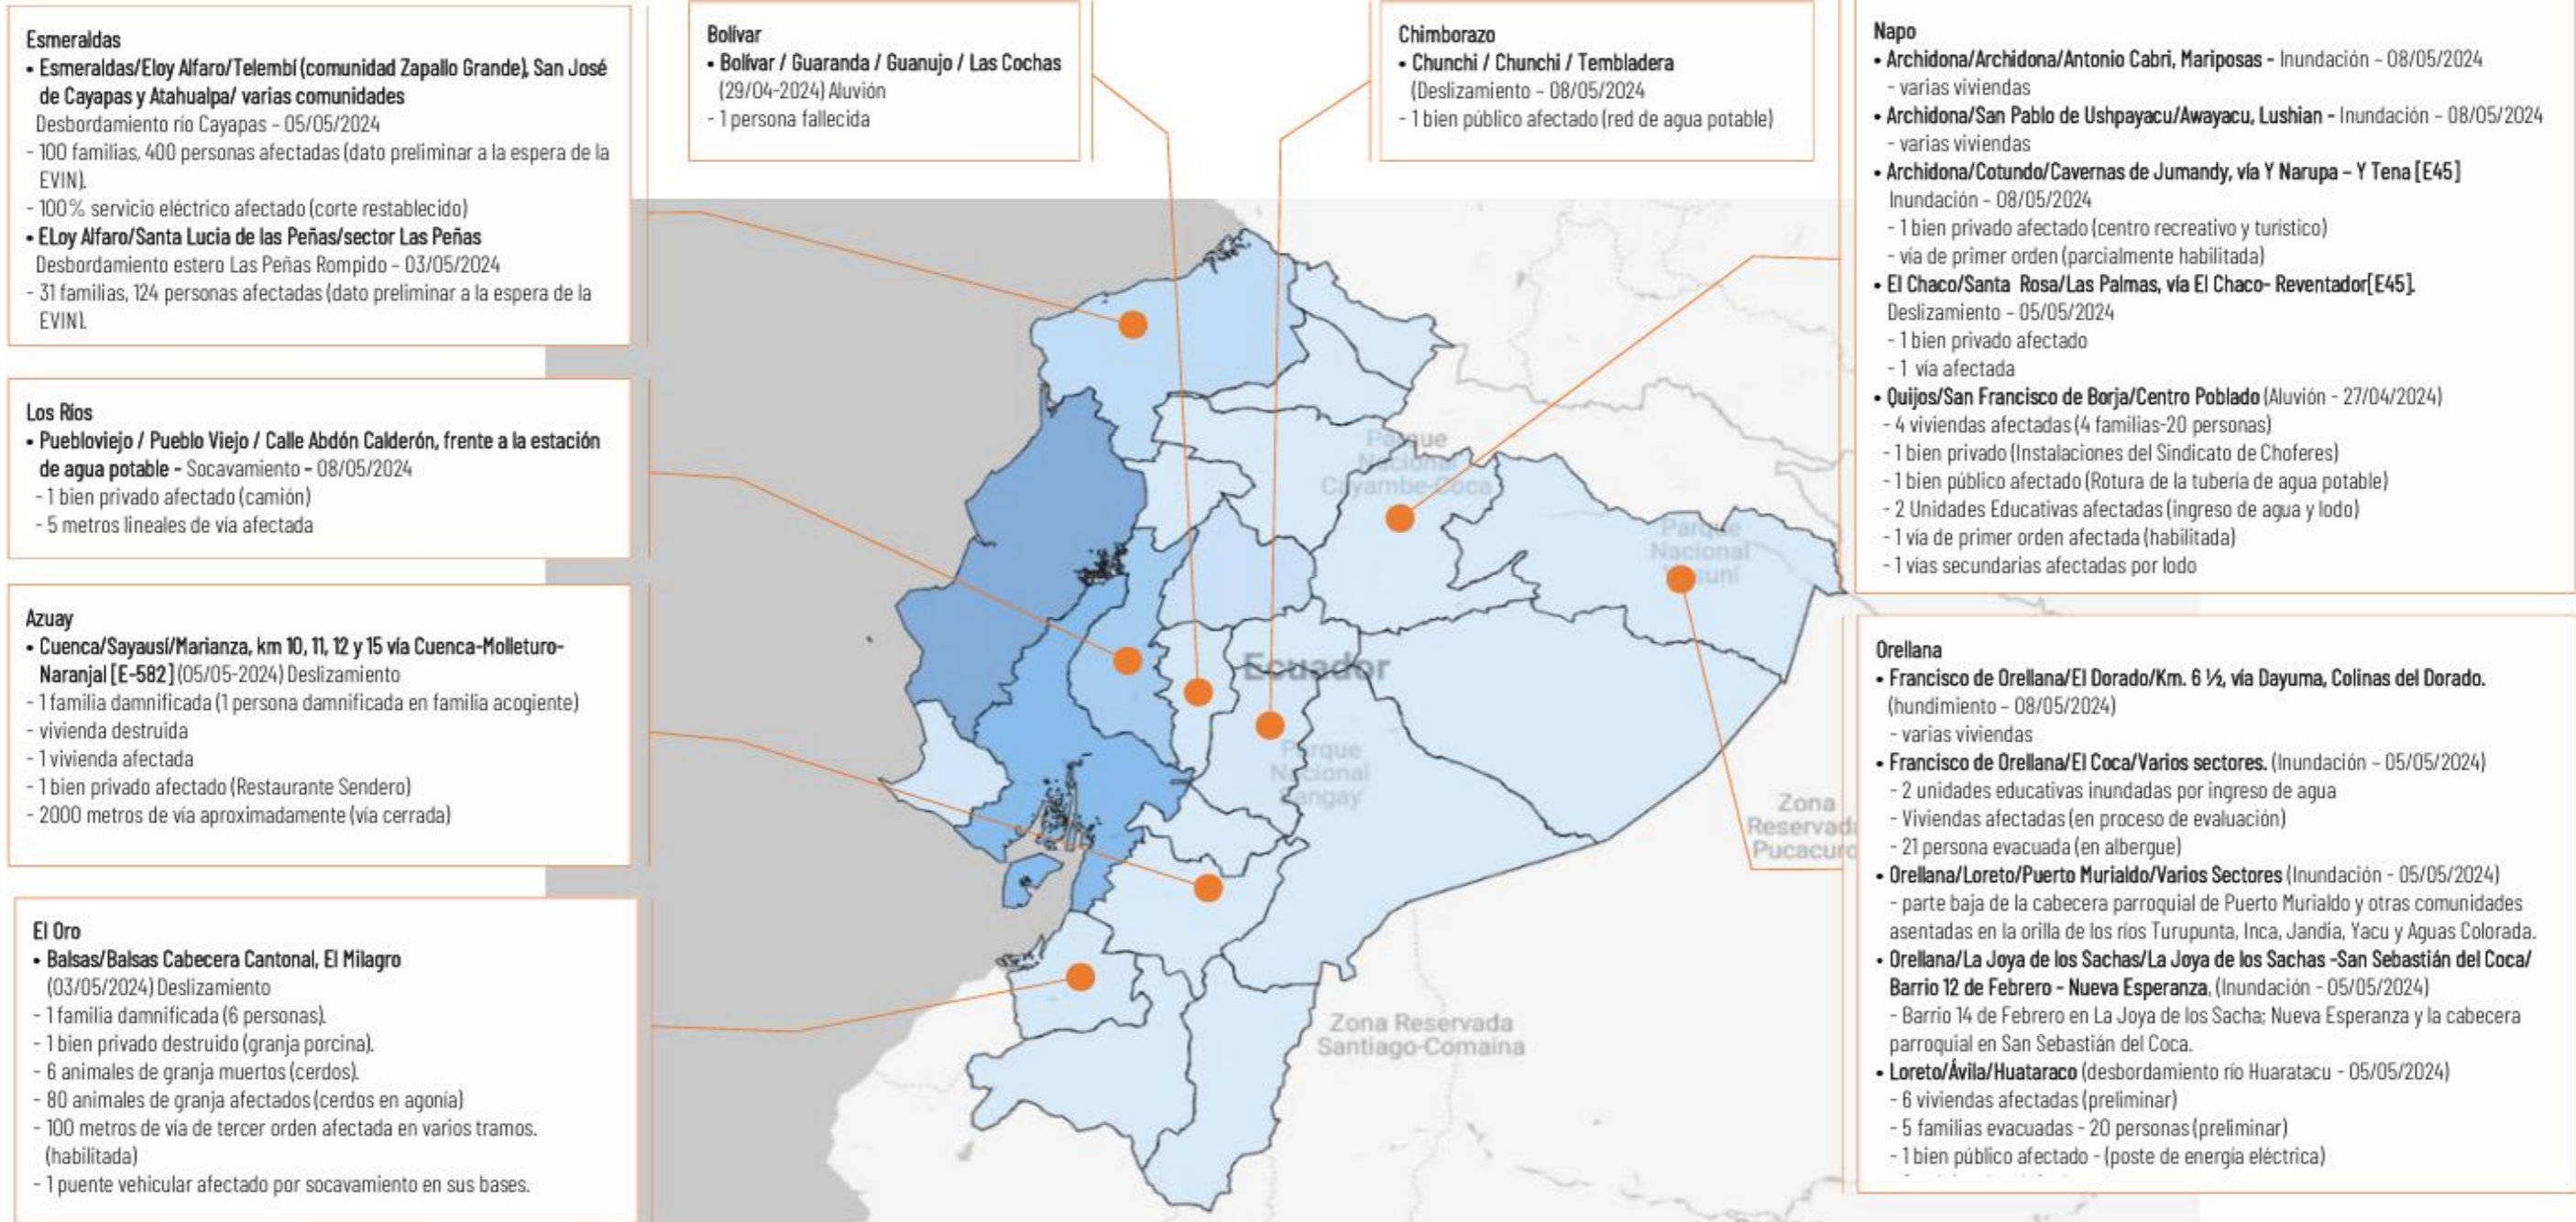 Esmeraldas
• Esmeraldas/Eloy Alfaro/Telembí (comunidad Zapallo Grande), San José
de Cayapas y Atahualpa/ varias comunidades
Desbordamiento río Cayapas - 05/05/2024
- 100 familias, 400 personas afectadas (dato preliminar a la espera de la
EVIN).
- 100% servicio eléctrico afectado (corte restablecido)
• ELoy Alfaro/Santa Lucia de las Peñas/sector Las Peñas
Desbordamiento estero Las Peñas Rompido - 03/05/2024
- 31 familias, 124 personas afectadas (dato preliminar a la espera de la
EVIN).
Los Ríos
• Puebloviejo / Pueblo Viejo / Calle Abdón Calderón, frente a la estación
de agua potable - Socavamiento - 08/05/2024
- 1 bien privado afectado (camión)
- 5 metros lineales de vía afectada
Azuay
• Cuenca/Sayausí/Marianza, km 10, 11, 12 y 15 vía Cuenca-Molleturo-
Naranjal [E-582] (05/05-2024) Deslizamiento
- 1 familia damnificada (1 persona damnificada en familia acogiente)
- vivienda destruida
- 1 vivienda afectada
- 1 bien privado afectado (Restaurante Sendero)
- 2000 metros de vía aproximadamente (vía cerrada)
El Oro
• Balsas/Balsas Cabecera Cantonal, El Milagro
(03/05/2024) Deslizamiento
- 1 familia damnificada (6 personas).
- 1 bien privado destruido (granja porcina).
- 6 animales de granja muertos (cerdos).
- 80 animales de granja afectados (cerdos en agonía)
- 100 metros de vía de tercer orden afectada en varios tramos.
(habilitada)
- 1 puente vehicular afectado por socavamiento en sus bases.
Bolívar
• Bolívar / Guaranda / Guanujo / Las Cochas
(29/04-2024) Aluvión
- 1 persona fallecida
Chimborazo
• Chunchi / Chunchi / Tembladera
(Deslizamiento - 08/05/2024
- 1 bien público afectado (red de agua potable)
Parque
Nacional
Cayambe-Coca
Parque
Nacional
Yasuní
Ecuador
Parque
Nacional
Sangay
Zona
Reservada
Pucacuro
Zona Reservada
Santiago-Comaina
Napo
• Archidona/Archidona/Antonio Cabri, Mariposas - Inundación - 08/05/2024
- varias viviendas
• Archidona/San Pablo de Ushpayacu/Awayacu, Lushian - Inundación - 08/05/2024
- varias viviendas
• Archidona/Cotundo/Cavernas de Jumandy, vía Y Narupa – Y Tena [E45]
Inundación - 08/05/2024
- 1 bien privado afectado (centro recreativo y turístico)
- vía de primer orden (parcialmente habilitada)
• El Chaco/Santa Rosa/Las Palmas, vía El Chaco- Reventador[E45].
Deslizamiento - 05/05/2024
- 1 bien privado afectado
- 1 vía afectada
• Quijos/San Francisco de Borja/Centro Poblado (Aluvión - 27/04/2024)
- 4 viviendas afectadas (4 familias-20 personas)
- 1 bien privado (Instalaciones del Sindicato de Choferes)
- 1 bien público afectado (Rotura de la tubería de agua potable)
- 2 Unidades Educativas afectadas (ingreso de agua y lodo)
- 1 vía de primer orden afectada (habilitada)
- 1 vías secundarias afectadas por lodo
Orellana
• Francisco de Orellana/El Dorado/Km. 6 ½, vía Dayuma, Colinas del Dorado.
(hundimiento - 08/05/2024)
- varias viviendas
• Francisco de Orellana/El Coca/Varios sectores. (Inundación - 05/05/2024)
- 2 unidades educativas inundadas por ingreso de agua
- Viviendas afectadas (en proceso de evaluación)
- 21 persona evacuada (en albergue)
• Orellana/Loreto/Puerto Murialdo/Varios Sectores (Inundación - 05/05/2024)
- parte baja de la cabecera parroquial de Puerto Murialdo y otras comunidades
asentadas en la orilla de los ríos Turupunta, Inca, Jandia, Yacu y Aguas Colorada.
• Orellana/La Joya de los Sachas/La Joya de los Sachas -San Sebastián del Coca/
Barrio 12 de Febrero - Nueva Esperanza, (Inundación - 05/05/2024)
- Barrio 14 de Febrero en La Joya de los Sacha; Nueva Esperanza y la cabecera
parroquial en San Sebastián del Coca.
• Loreto/Ávila/Huataraco (desbordamiento río Huaratacu - 05/05/2024)
- 6 viviendas afectadas (preliminar)
- 5 familias evacuadas - 20 personas (preliminar)
- 1 bien público afectado - (poste de energía eléctrica)